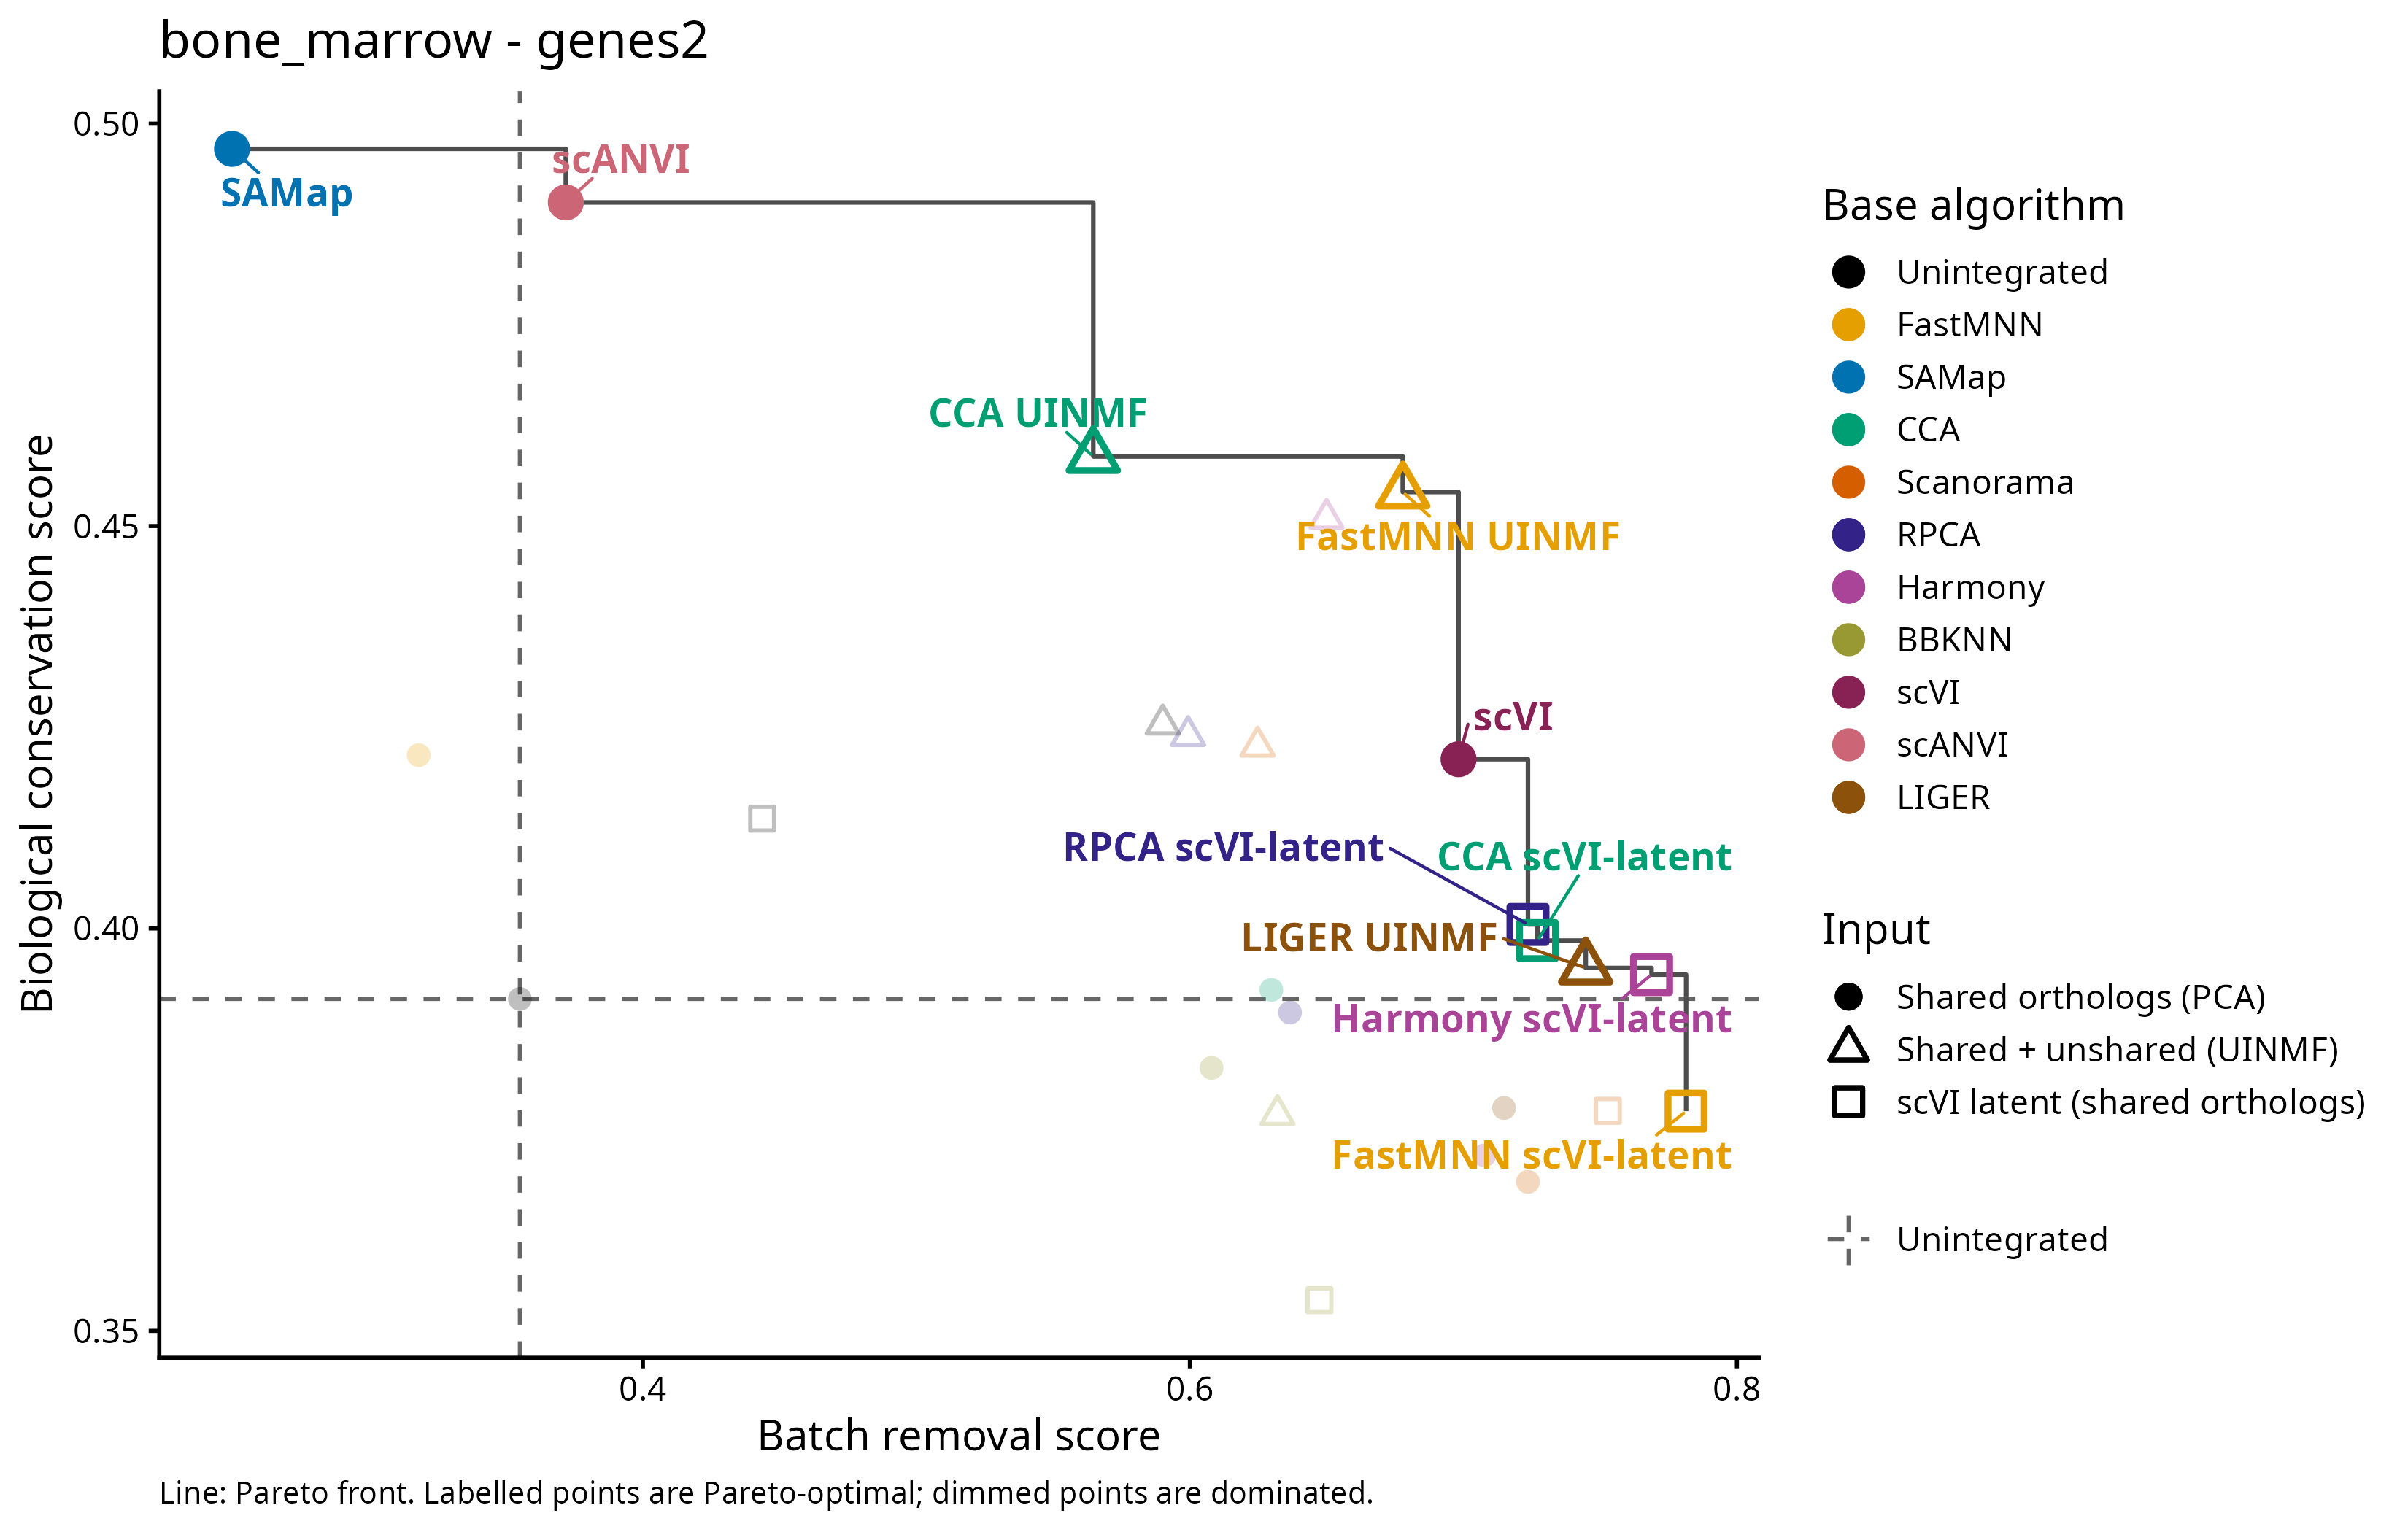 bone_marrow - genes2
Biological conservation score
0.50
0.45
0.40
0.35
SAMap
scANVI
CCA UINMF
FastMNN UINMF
scVI
RPCA scVI-latent
CCA scVI-latent
LIGER UINMF
Harmony scVI-latent
FastMNN scVI-latent
0.4
0.6
0.8
Batch removal score
Line: Pareto front. Labelled points are Pareto-optimal; dimmed points are dominated.
Base algorithm
Unintegrated
FastMNN
SAMap
CCA
Scanorama
RPCA
Harmony
BBKNN
scVI
scANVI
LIGER
Input
Shared orthologs (PCA)
Shared + unshared (UINMF)
scVI latent (shared orthologs)
Unintegrated